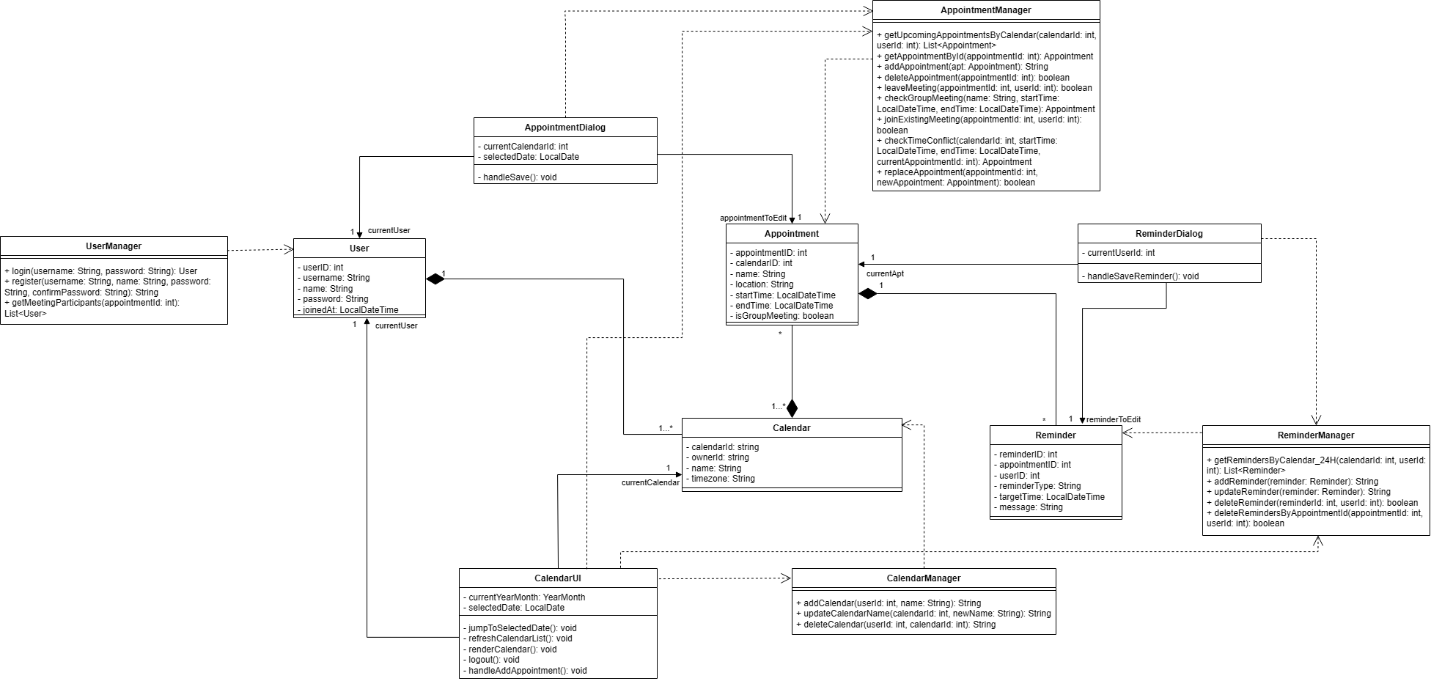 AppointmentManager
+ getUpcomingAppointmentsByCalendar(calendarId: int,
userId: int): List<Appointment>
+ getAppointmentById(appointmentId: int): Appointment
+ addAppointment(apt: Appointment): String
+ deleteAppointment(appointmentId: int): boolean
+ leaveMeeting(appointmentId: int, userId: int): boolean
+ checkGroupMeeting(name: String, startTime:
LocalDateTime, endTime: LocalDateTime): Appointment
+ joinExistingMeeting(appointmentId: int, userId: int):
boolean
+ checkTimeConflict(calendarId: int, startTime:
LocalDateTime, endTime: LocalDateTime,
currentAppointmentId: int): Appointment
+ replaceAppointment(appointmentId: int,
newAppointment: Appointment): boolean
AppointmentDialog
- currentCalendarId: int
- selectedDate: LocalDate
- handleSave(): void
1
currentUser
appointmentToEdit
1
UserManager
+ login(username: String, password: String): User
+ register(username: String, name: String, password:
String, confirmPassword: String): String
+ getMeetingParticipants(appointmentId: int):
List<User>
User
- userID: int
- username: String
- name: String
- password: String
- joinedAt: LocalDateTime
1
1
currentUser
Appointment
- appointmentID: int
- calendarID: int
- name: String
- location: String
- startTime: LocalDateTime
- endTime: LocalDateTime
- isGroupMeeting: boolean
1
currentApt
1
ReminderDialog
- currentUserId: int
- handleSaveReminder(): void
*
1...*
1...*
Calendar
- calendarId: string
- ownerId: string
- name: String
- timezone: String
1
currentCalendar
*
1
reminderToEdit
Reminder
- reminderID: int
- appointmentID: int
- userID: int
- reminderType: String
- targetTime: LocalDateTime
- message: String
ReminderManager
+ getRemindersByCalendar_24H(calendarId: int, userId:
int): List<Reminder>
+ addReminder(reminder: Reminder): String
+ updateReminder(reminder: Reminder): String
+ deleteReminder(reminderId: int, userId: int): boolean
+ deleteRemindersByAppointmentId(appointmentId: int,
userId: int): boolean
CalendarUI
- currentYearMonth: YearMonth
- selectedDate: LocalDate
- jumpToSelectedDate(): void
- refreshCalendarList(): void
- renderCalendar(): void
- logout(): void
- handleAddAppointment(): void
CalendarManager
+ addCalendar(userId: int, name: String): String
+ updateCalendarName(calendarId: int, newName: String): String
+ deleteCalendar(userId: int, calendarId: int): String